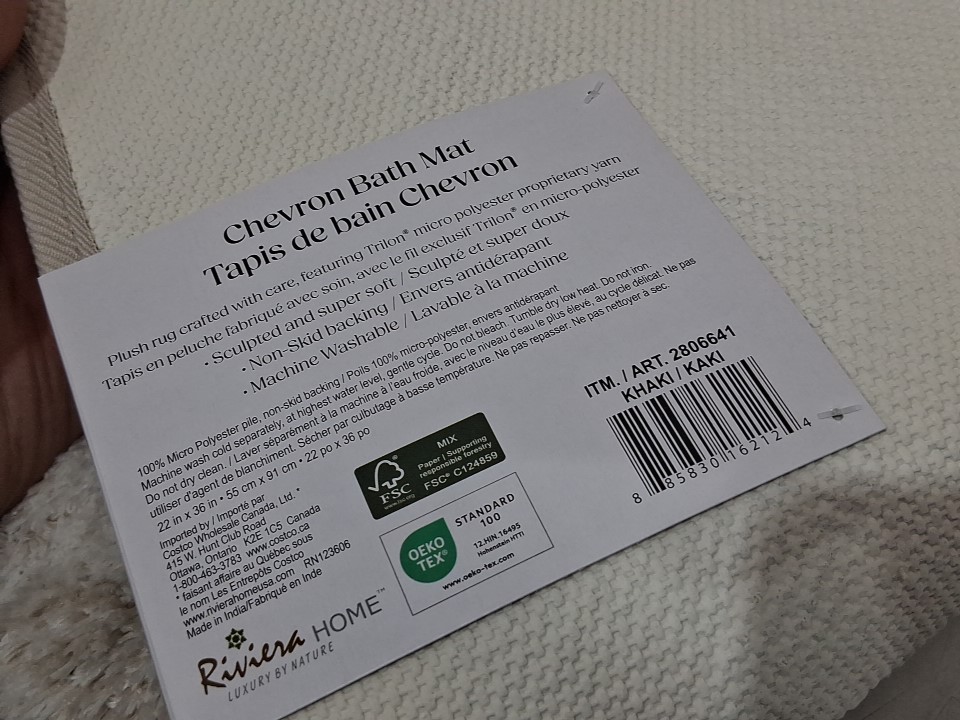 Chevron Bath Mat
Tapis de bain Chevron
Plush rug crafted with care, featuring Trilon® micro polyester proprietary yarn
Tapis en peluche fabriqué avec soin, avec le fil exclusif Trilon® en micro-polyester
• Sculpted and super soft / Sculpté et super doux
• Non-Skid backing / Envers antidérapant
• Machine Washable / Lavable à la machine
100% Micro Polyester pile, non-skid backing / Poils 100% micro-polyester, envers antidérapant
Machine wash cold separately, at highest water level, gentle cycle. Do not bleach. Tumble dry low heat. Do not iron.
Do not dry clean. / Laver séparément à la machine à l'eau froide, avec le niveau d'eau le plus élevé, au cycle délicat. Ne pas
utiliser d'agent de blanchiment. Sécher par culbutage à basse température. Ne pas repasser. Ne pas nettoyer à sec.
22 in x 36 in • 55 cm x 91 cm • 22 po x 36 po
Imported by / Importé par
Costco Wholesale Canada, Ltd. *
415 W. Hunt Club Road
Ottawa, Ontario K2E 1C5 Canada
1-800-463-3783 www.costco.ca
* faisant affaire au Québec sous
le nom Les Entrepôts Costco
www.rivierahomeusa.com RN123606
Made in India/Fabriqué en Inde
Riviera HOME™
LUXURY BY NATURE
FSC
www.fsc.org
MIX
Paper | Supporting
responsible forestry
FSC® C124859
OEKO
TEX®
STANDARD
100
12.HIN.16495
Hohenstein HTTI
www.oeko-tex.com
ITM. / ART. 2806641
KHAKI / KAKI
8 85830 16212 4